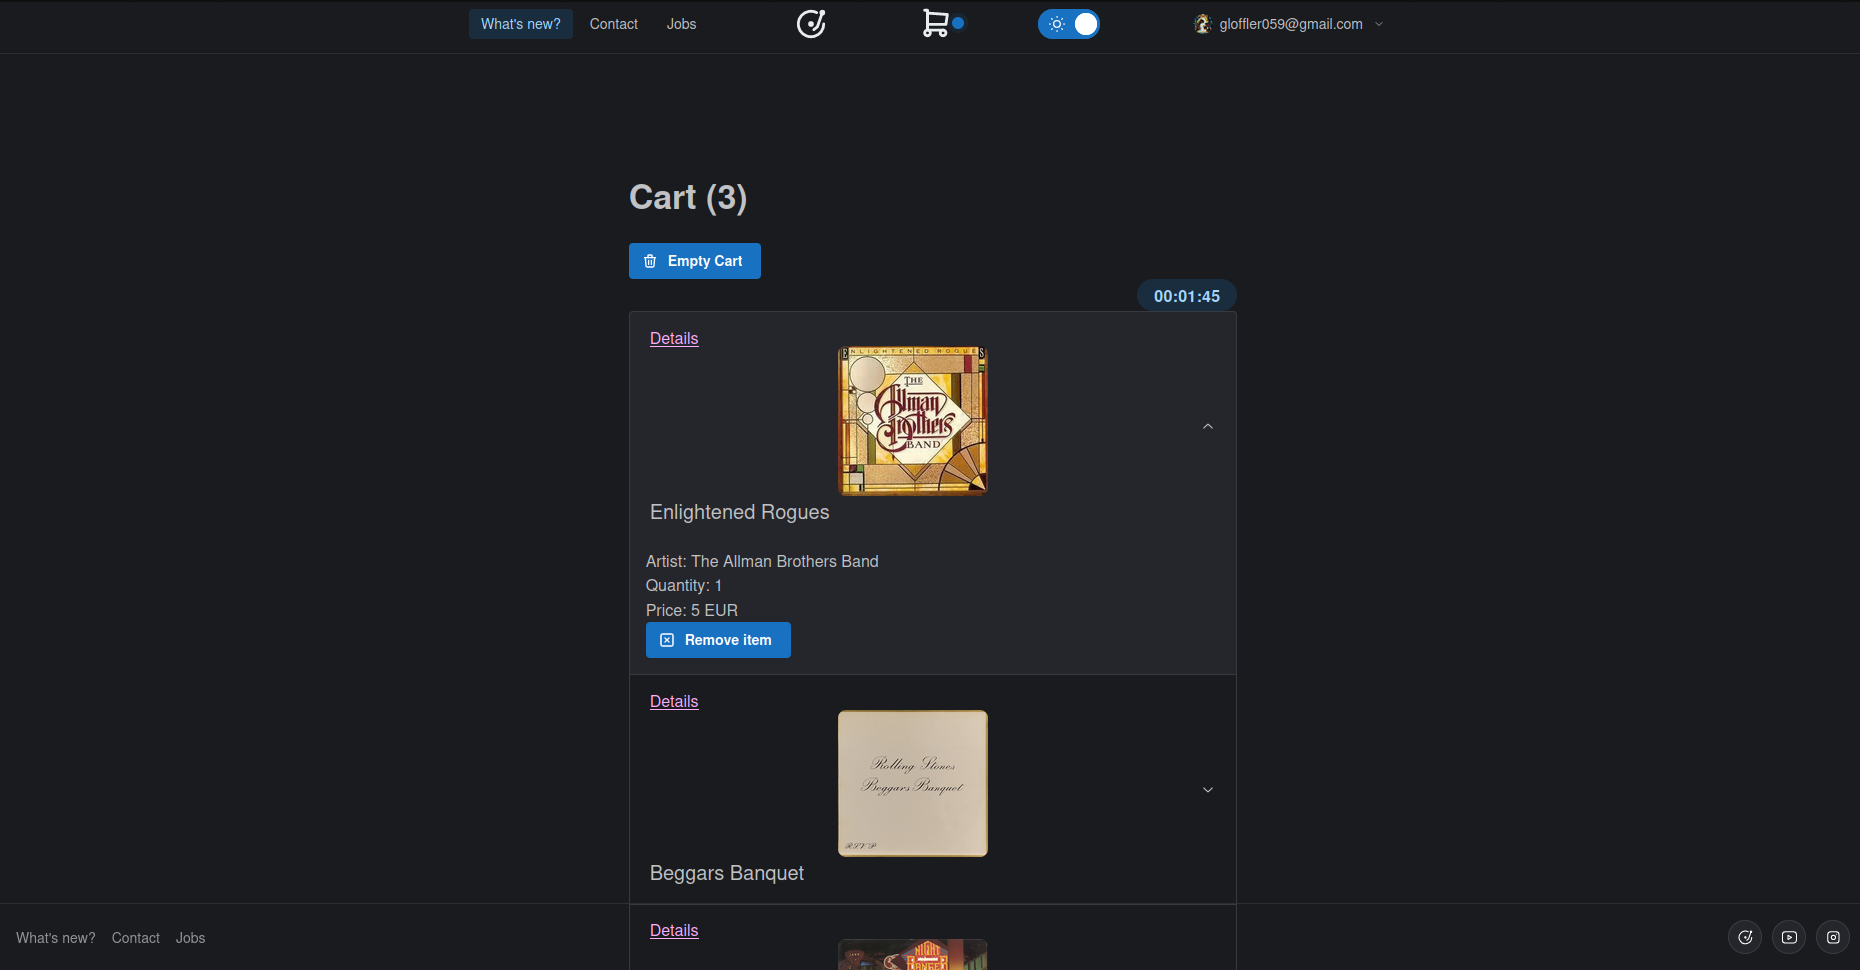 What's new?
Contact
Jobs
gloffler059@gmail.com
Cart (3)
Empty Cart
00:01:45
Details
ENLIGHTENED ROGUES
THE
Allman
Brothers
BAND
Enlightened Rogues
Artist: The Allman Brothers Band
Quantity: 1
Price: 5 EUR
Remove item
Details
Rolling Stones
Beggars Banquet
R.S.V.P.
Beggars Banquet
Details
NIGHT
RANGER
What's new?
Contact
Jobs